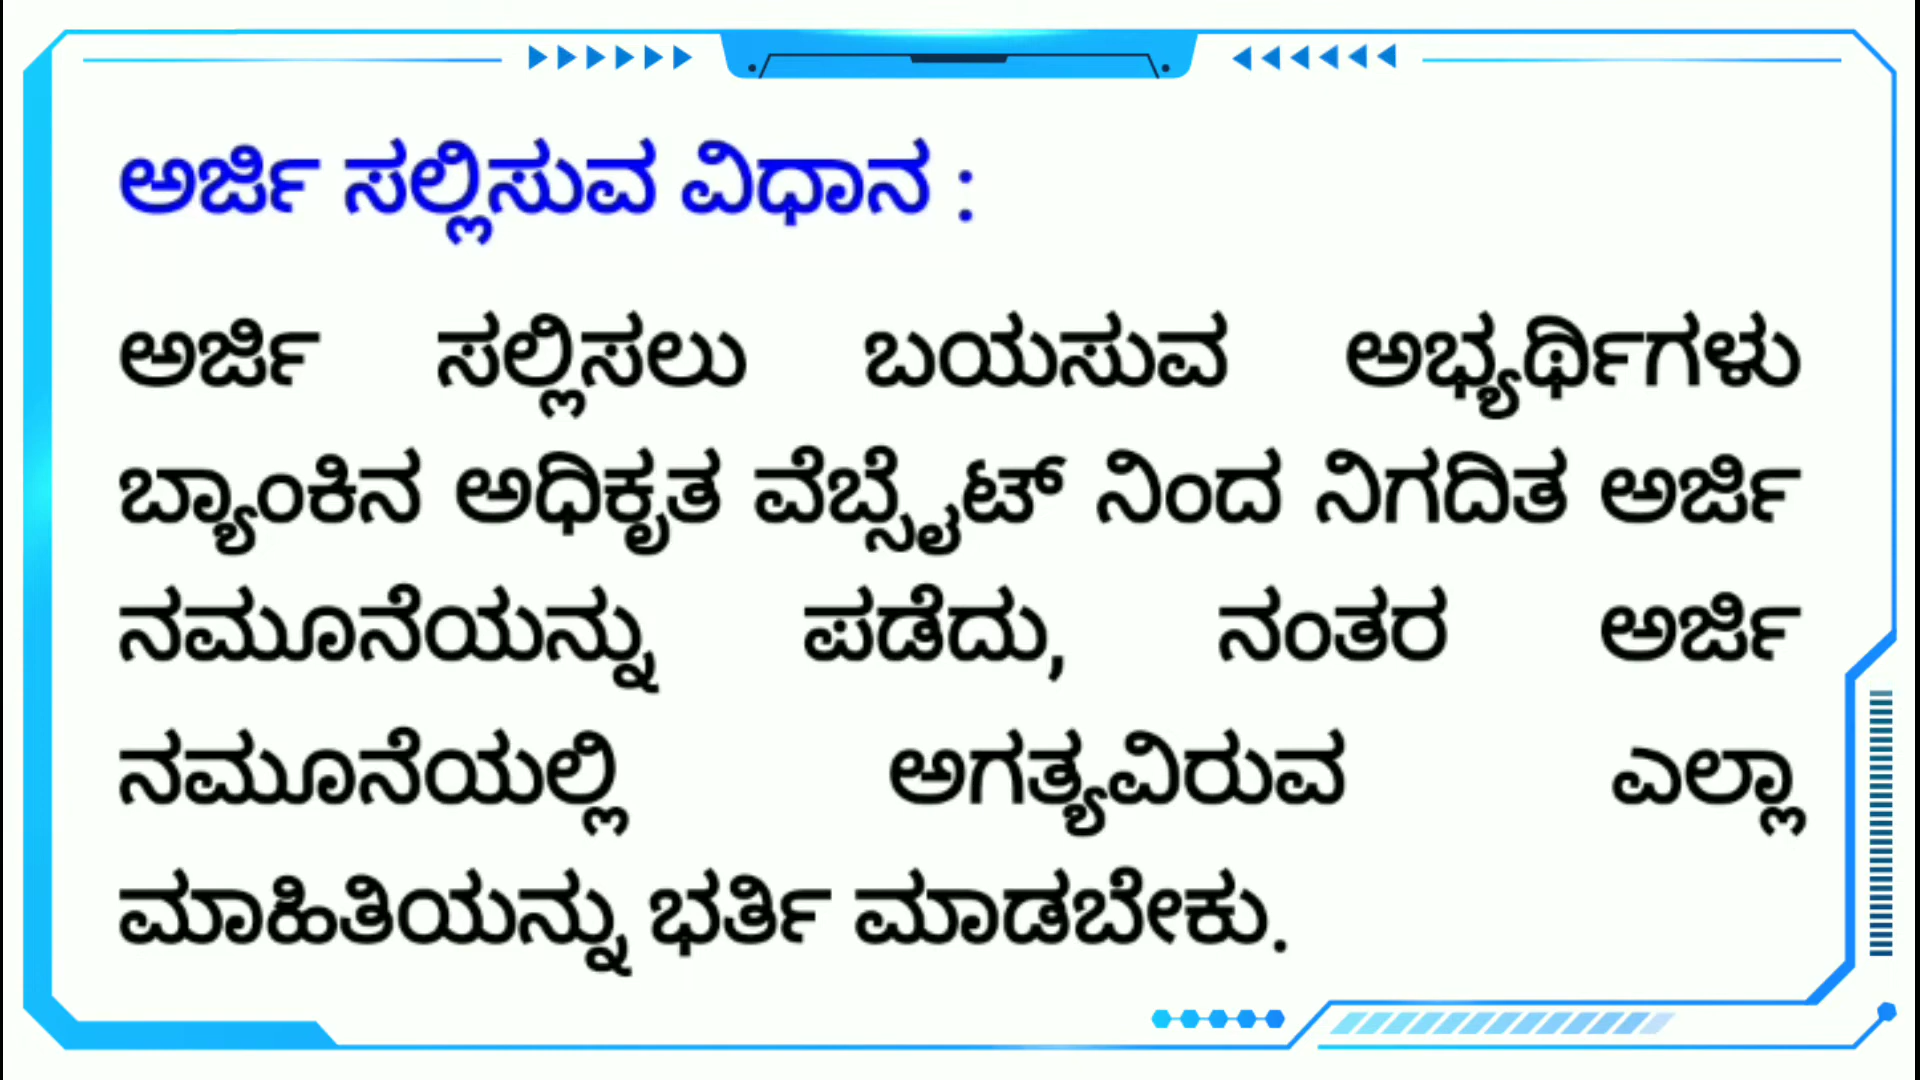 ಅರ್ಜಿ ಸಲ್ಲಿಸುವ ವಿಧಾನ :
ಅರ್ಜಿ ಸಲ್ಲಿಸಲು ಬಯಸುವ ಅಭ್ಯರ್ಥಿಗಳು
ಬ್ಯಾಂಕಿನ ಅಧಿಕೃತ ವೆಬ್ಸೈಟ್ ನಿಂದ ನಿಗದಿತ ಅರ್ಜಿ
ನಮೂನೆಯನ್ನು ಪಡೆದು, ನಂತರ ಅರ್ಜಿ
ನಮೂನೆಯಲ್ಲಿ ಅಗತ್ಯವಿರುವ ಎಲ್ಲಾ
ಮಾಹಿತಿಯನ್ನು ಭರ್ತಿ ಮಾಡಬೇಕು.